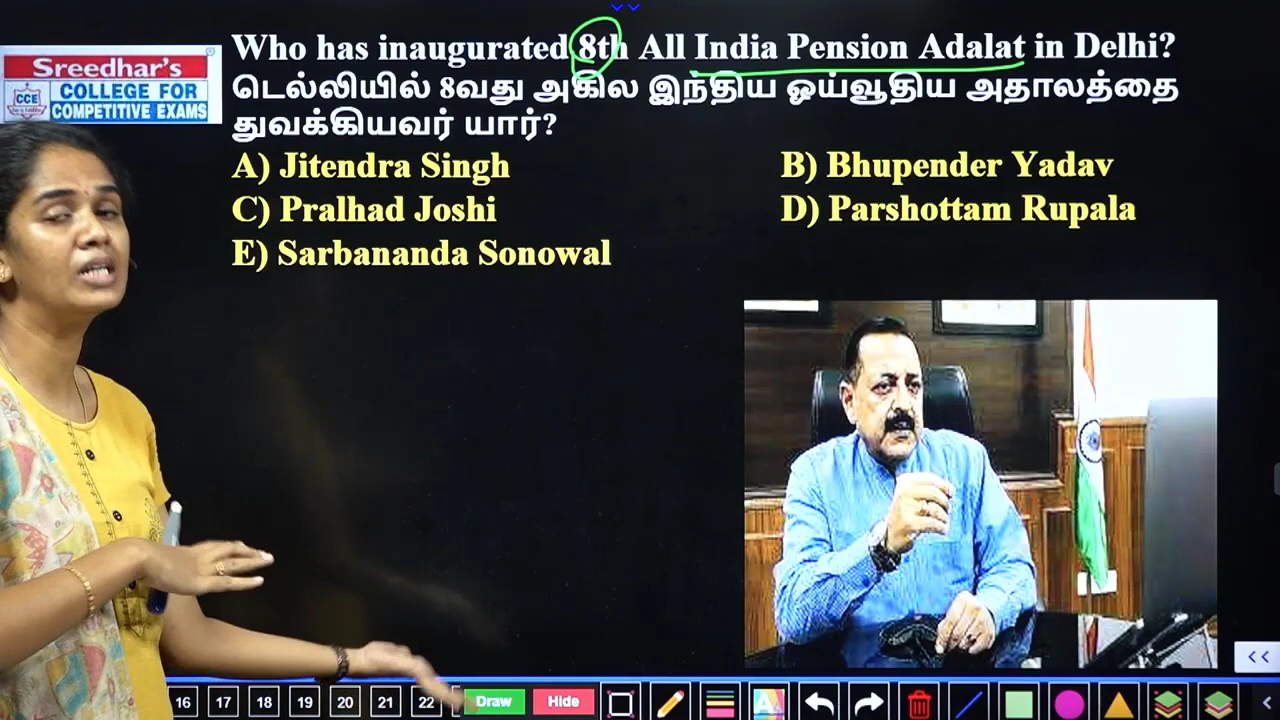 Who has inaugurated 8th All India Pension Adalat in Delhi?
Sreedhar's
CCE
COLLEGE FOR
COMPETITIVE EXAMS
டெல்லியில் 8வது அகில இந்திய ஓய்வூதிய அதாலத்தை
துவக்கியவர் யார்?
A) Jitendra Singh
B) Bhupender Yadav
C) Pralhad Joshi
D) Parshottam Rupala
E) Sarbananda Sonowal
<<
16 17 18 19 20 21 22 Draw Hide A